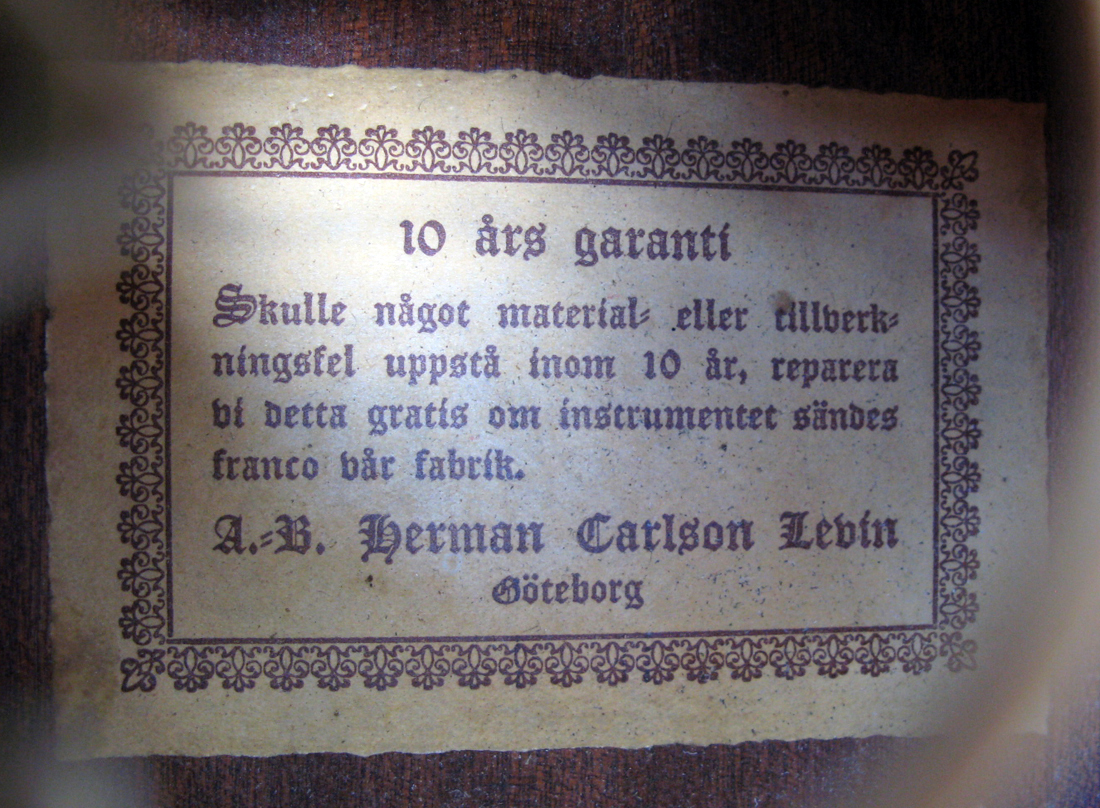 10 års garanti
Skulle något material- eller tillverk-
ningsfel uppstå inom 10 år, reparera
vi detta gratis om instrumentet sändes
franco vår fabrik.
A.-B. Herman Carlson Levin
Göteborg